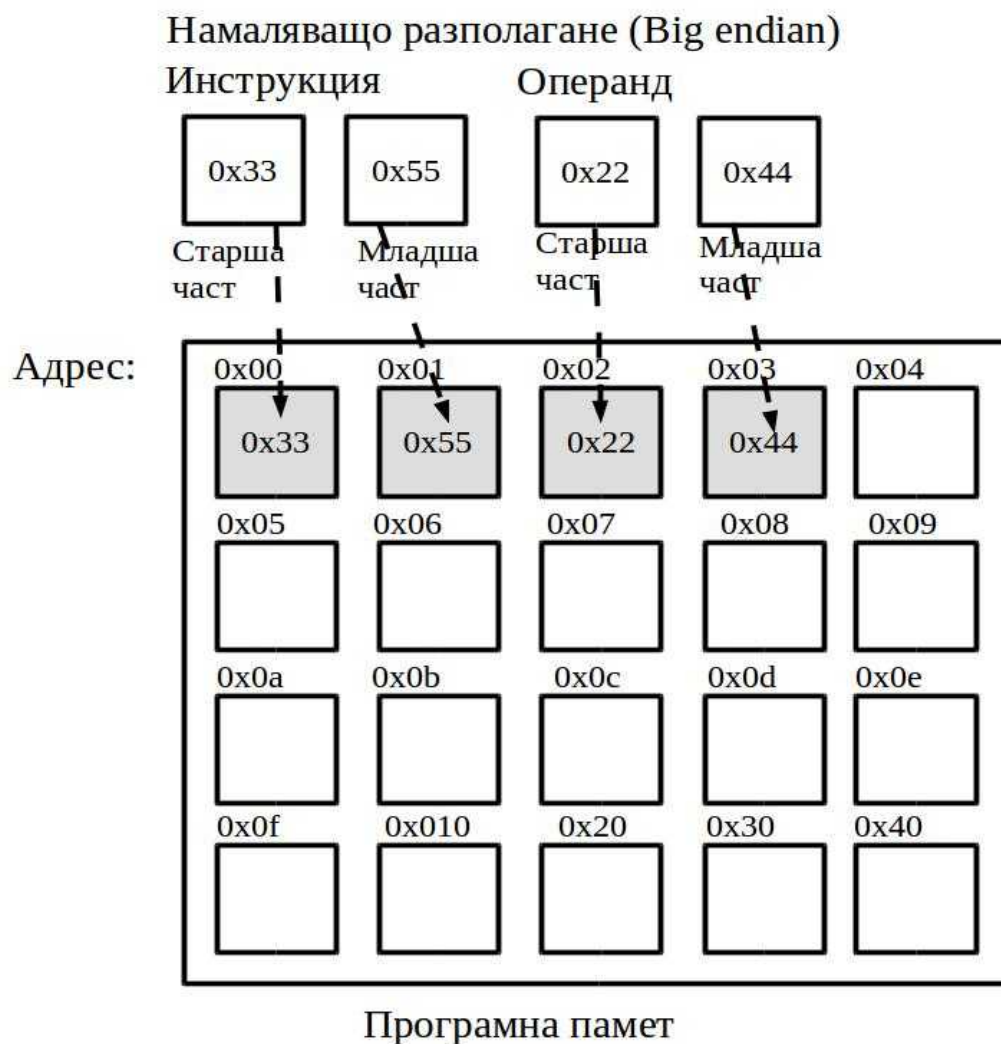 Намаляващо разполагане (Big endian)
Инструкция Операнд
0x33 0x55 0x22 0x44
Старша част Младша част Старша част Младша част
Адрес:
0x00 0x01 0x02 0x03 0x04
0x33 0x55 0x22 0x44
0x05 0x06 0x07 0x08 0x09
0x0a 0x0b 0x0c 0x0d 0x0e
0x0f 0x010 0x20 0x30 0x40
Програмна памет